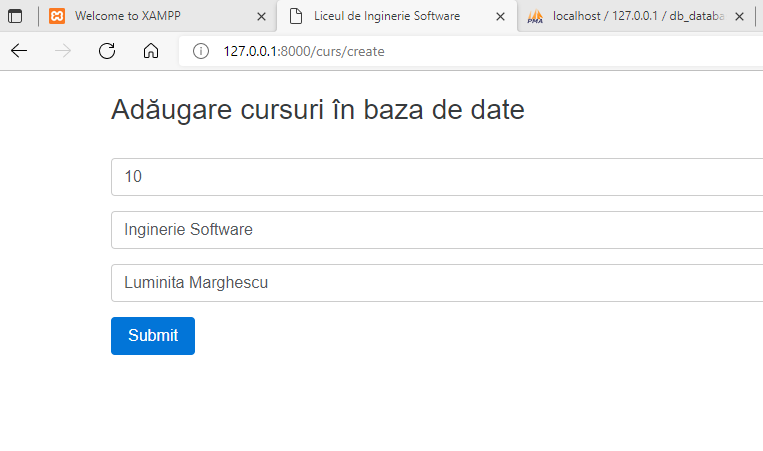 Welcome to XAMPP
Liceul de Inginerie Software
PMA
localhost / 127.0.0.1 / db_databa
127.0.0.1:8000/curs/create
Adăugare cursuri în baza de date
10
Inginerie Software
Luminita Marghescu
Submit